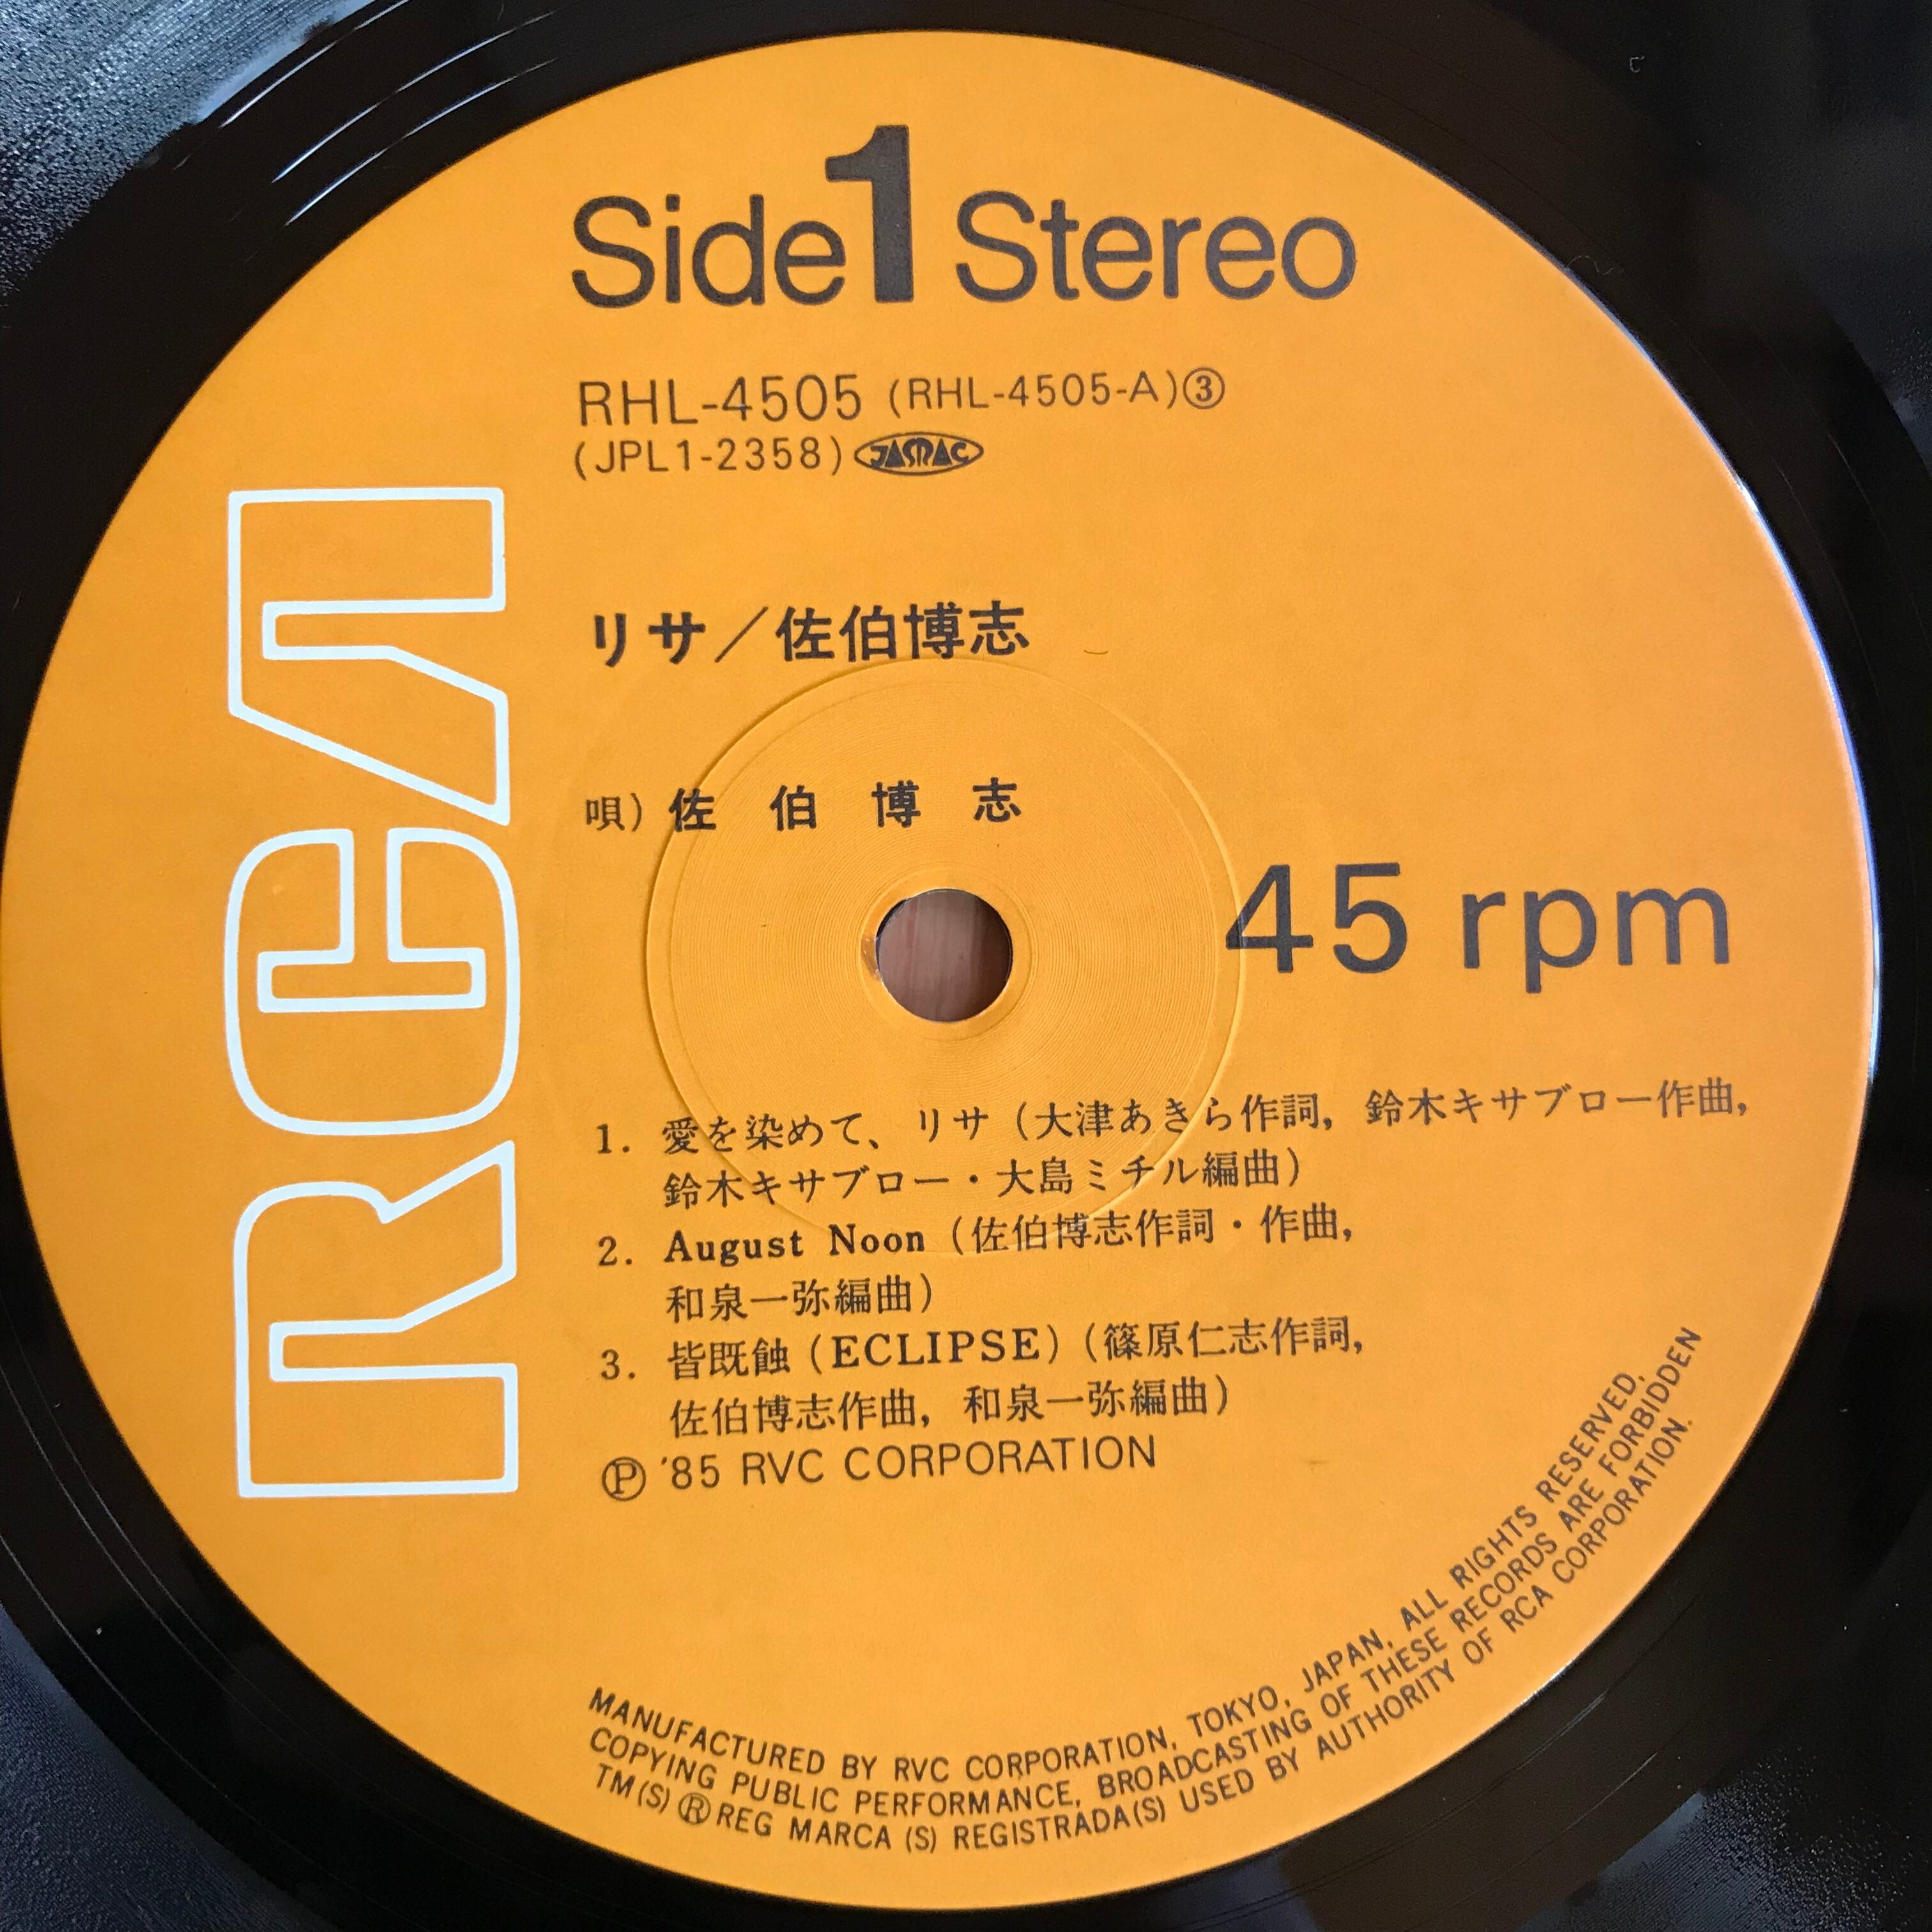 Side 1 Stereo
RHL-4505 (RHL-4505-A)③
(JPL1-2358) JASRAC
RCA
リサ／佐伯博志
唄) 佐伯博志
45 rpm
1. 愛を染めて、リサ（大津あきら作詞, 鈴木キサブロー作曲,
鈴木キサブロー・大島ミチル編曲）
2. August Noon（佐伯博志作詞・作曲,
和泉一弥編曲）
3. 皆既蝕（ECLIPSE）（篠原仁志作詞,
佐伯博志作曲, 和泉一弥編曲）
Ⓟ '85 RVC CORPORATION
MANUFACTURED BY RVC CORPORATION, TOKYO, JAPAN, ALL RIGHTS RESERVED,
COPYING PUBLIC PERFORMANCE, BROADCASTING OF THESE RECORDS ARE FORBIDDEN
TM(S) ® REG MARCA (S) REGISTRADA(S) USED BY AUTHORITY OF RCA CORPORATION.